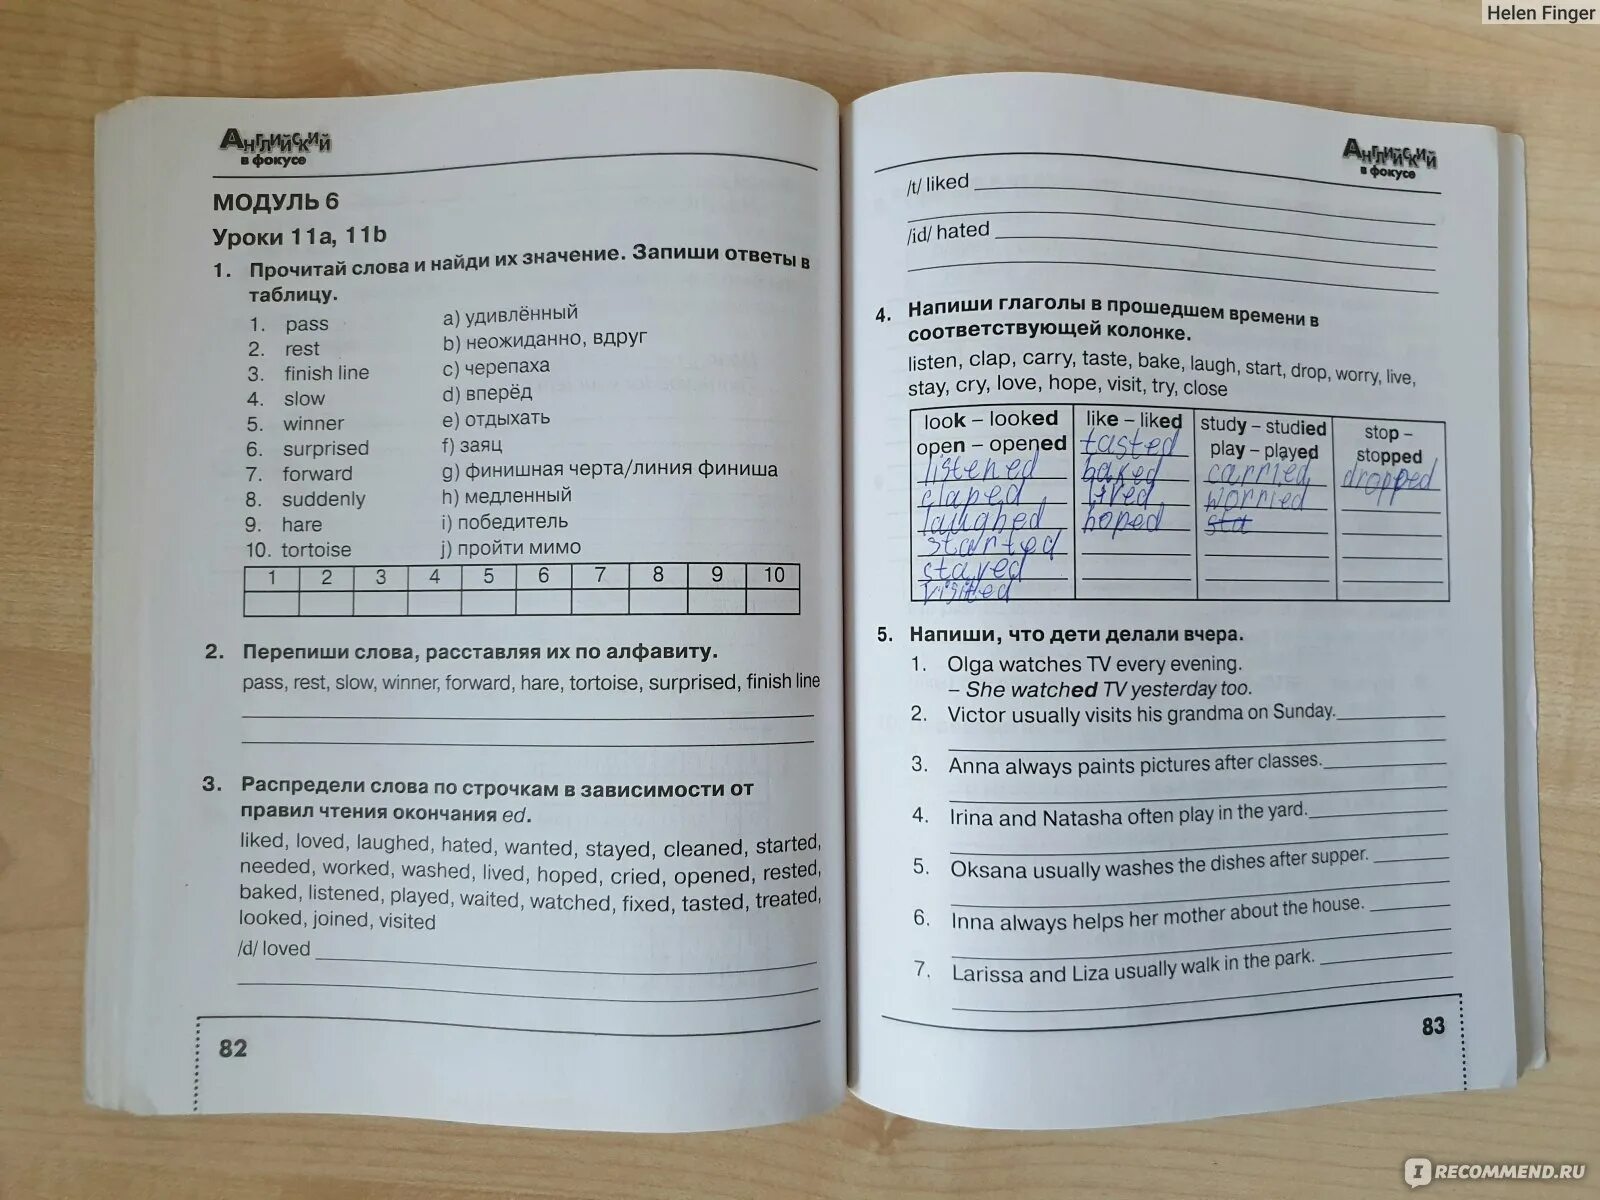 Helen Finger
Английский
в фокусе
МОДУЛЬ 6
Уроки 11a, 11b
1. Прочитай слова и найди их значение. Запиши ответы в
таблицу.
1. pass a) удивлённый
2. rest b) неожиданно, вдруг
3. finish line c) черепаха
4. slow d) вперёд
5. winner e) отдыхать
6. surprised f) заяц
7. forward g) финишная черта/линия финиша
8. suddenly h) медленный
9. hare i) победитель
10. tortoise j) пройти мимо
1 2 3 4 5 6 7 8 9 10
2. Перепиши слова, расставляя их по алфавиту.
pass, rest, slow, winner, forward, hare, tortoise, surprised, finish line
3. Распредели слова по строчкам в зависимости от
правил чтения окончания ed.
liked, loved, laughed, hated, wanted, stayed, cleaned, started,
needed, worked, washed, lived, hoped, cried, opened, rested,
baked, listened, played, waited, watched, fixed, tasted, treated,
looked, joined, visited
/d/ loved
82
Английский
в фокусе
/t/ liked
/id/ hated
4. Напиши глаголы в прошедшем времени в
соответствующей колонке.
listen, clap, carry, taste, bake, laugh, start, drop, worry, live,
stay, cry, love, hope, visit, try, close
look – looked like – liked study – studied stop –
open – opened tasted play – played stopped
listened baked carried dropped
claped lived worried
laughed hoped sta
started
stayed
visited
5. Напиши, что дети делали вчера.
1. Olga watches TV every evening.
– She watched TV yesterday too.
2. Victor usually visits his grandma on Sunday.
3. Anna always paints pictures after classes.
4. Irina and Natasha often play in the yard.
5. Oksana usually washes the dishes after supper.
6. Inna always helps her mother about the house.
7. Larissa and Liza usually walk in the park.
83
IRECOMMEND.RU